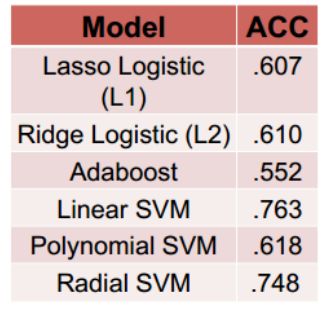 Model ACC
Lasso Logistic .607
(L1)
Ridge Logistic (L2) .610
Adaboost .552
Linear SVM .763
Polynomial SVM .618
Radial SVM .748